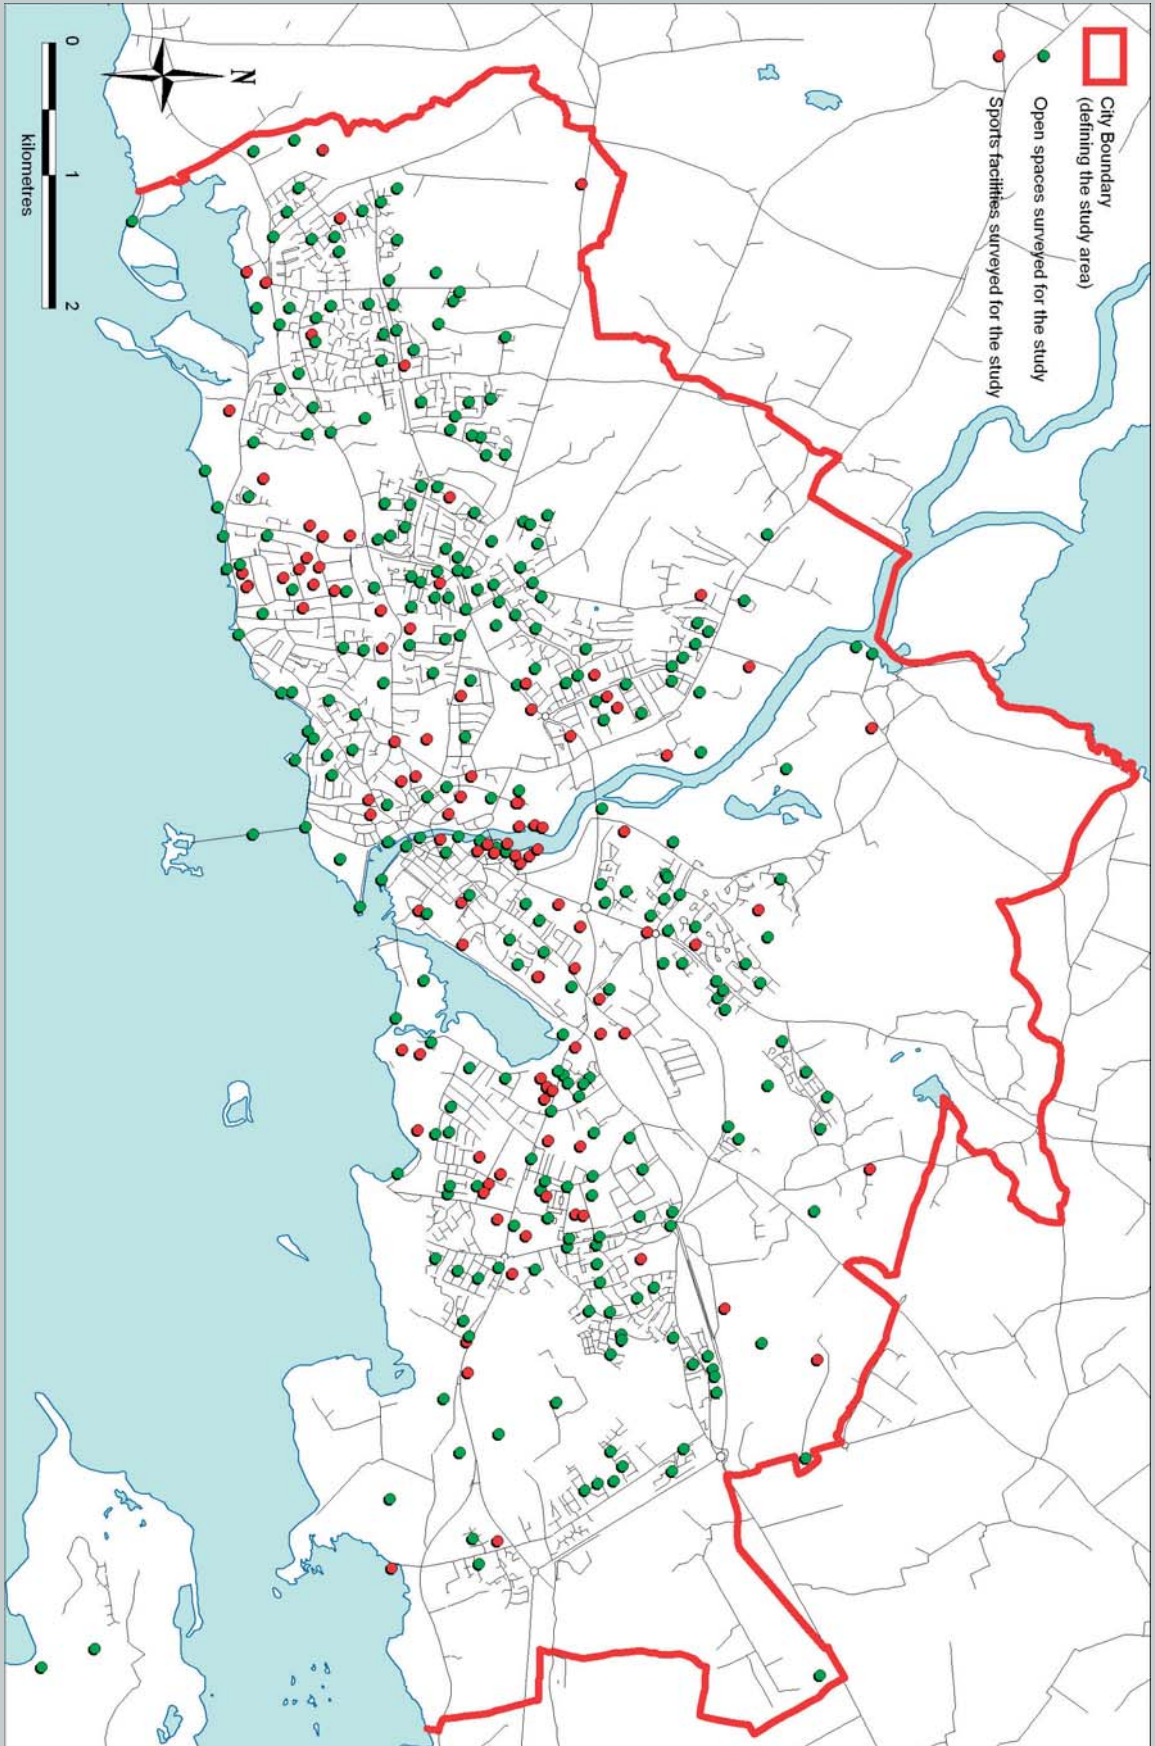 City Boundary
(defining the study area)
Open spaces surveyed for the study
Sports facilities surveyed for the study
N
0 1 2
kilometres